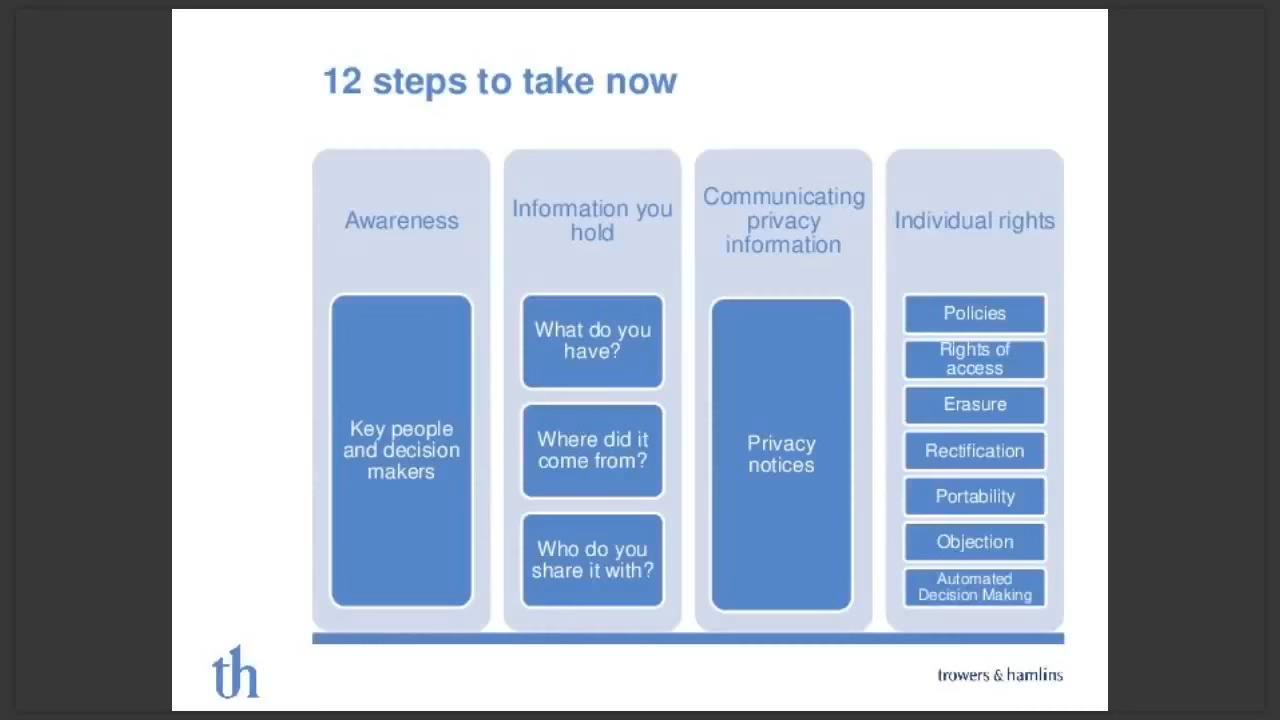 12 steps to take now
Awareness
Key people
and decision
makers
Information you
hold
What do you
have?
Where did it
come from?
Who do you
share it with?
Communicating
privacy
information
Privacy
notices
Individual rights
Policies
Rights of
access
Erasure
Rectification
Portability
Objection
Automated
Decision Making
th
trowers & hamlins